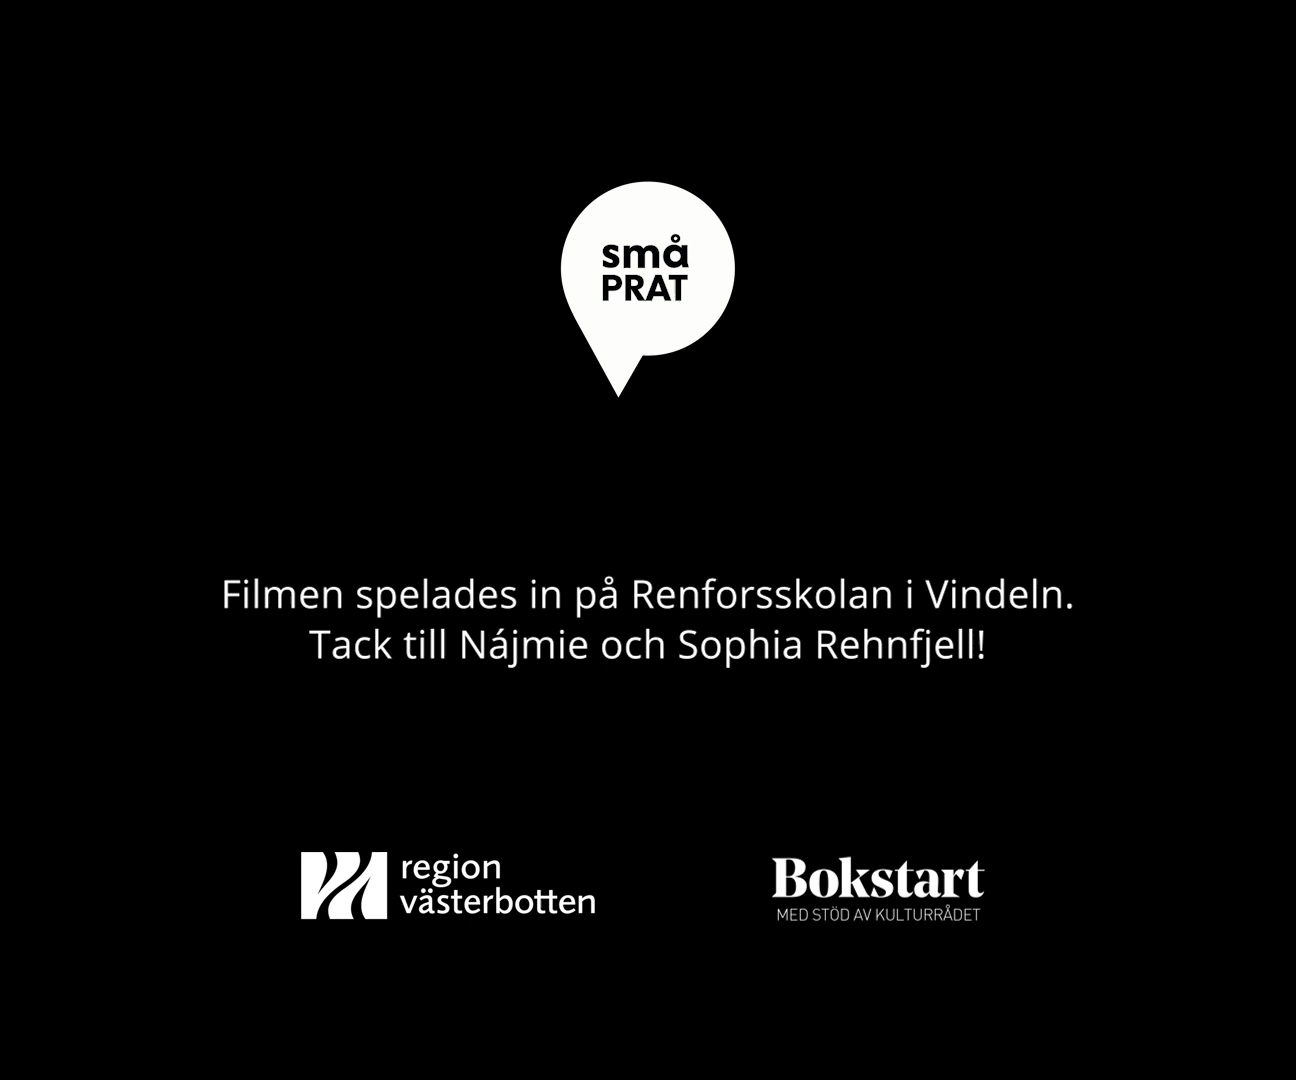 små
PRAT
Filmen spelades in på Renforsskolan i Vindeln.
Tack till Nájmie och Sophia Rehnfjell!
region
västerbotten
Bokstart
MED STÖD AV KULTURRÅDET